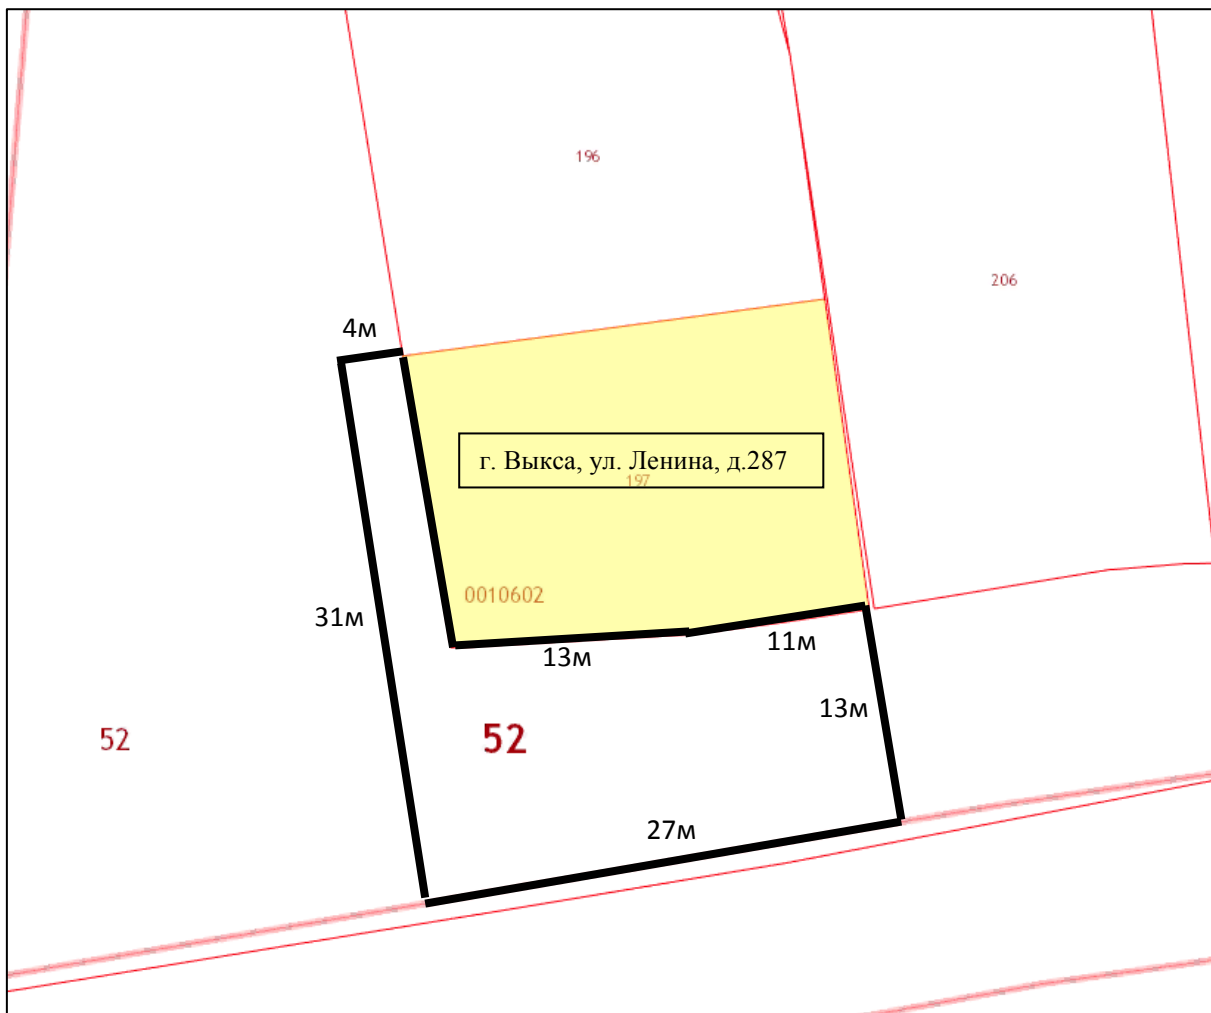 196
206
4м
г. Выкса, ул. Ленина, д.287
197
0010602
31м
13м
11м
13м
52
52
27м